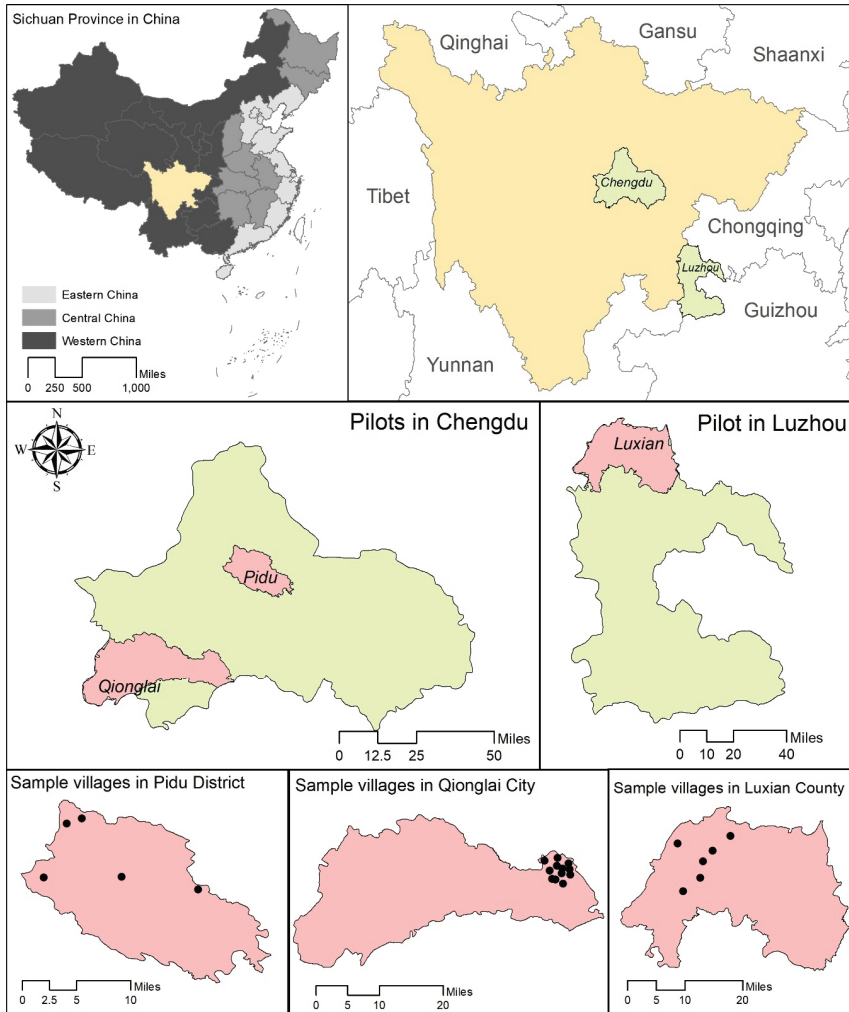 Sichuan Province in China
Eastern China
Central China
Western China
Miles
0 250 500 1,000
Qinghai
Gansu
Shaanxi
Tibet
Chengdu
Chongqing
Luzhou
Guizhou
Yunnan
N
W E
S
Pilots in Chengdu
Pidu
Qionglai
Miles
0 12.5 25 50
Pilot in Luzhou
Luxian
Miles
0 10 20 40
Sample villages in Pidu District
Miles
0 2.5 5 10
Sample villages in Qionglai City
Miles
0 5 10 20
Sample villages in Luxian County
Miles
0 5 10 20